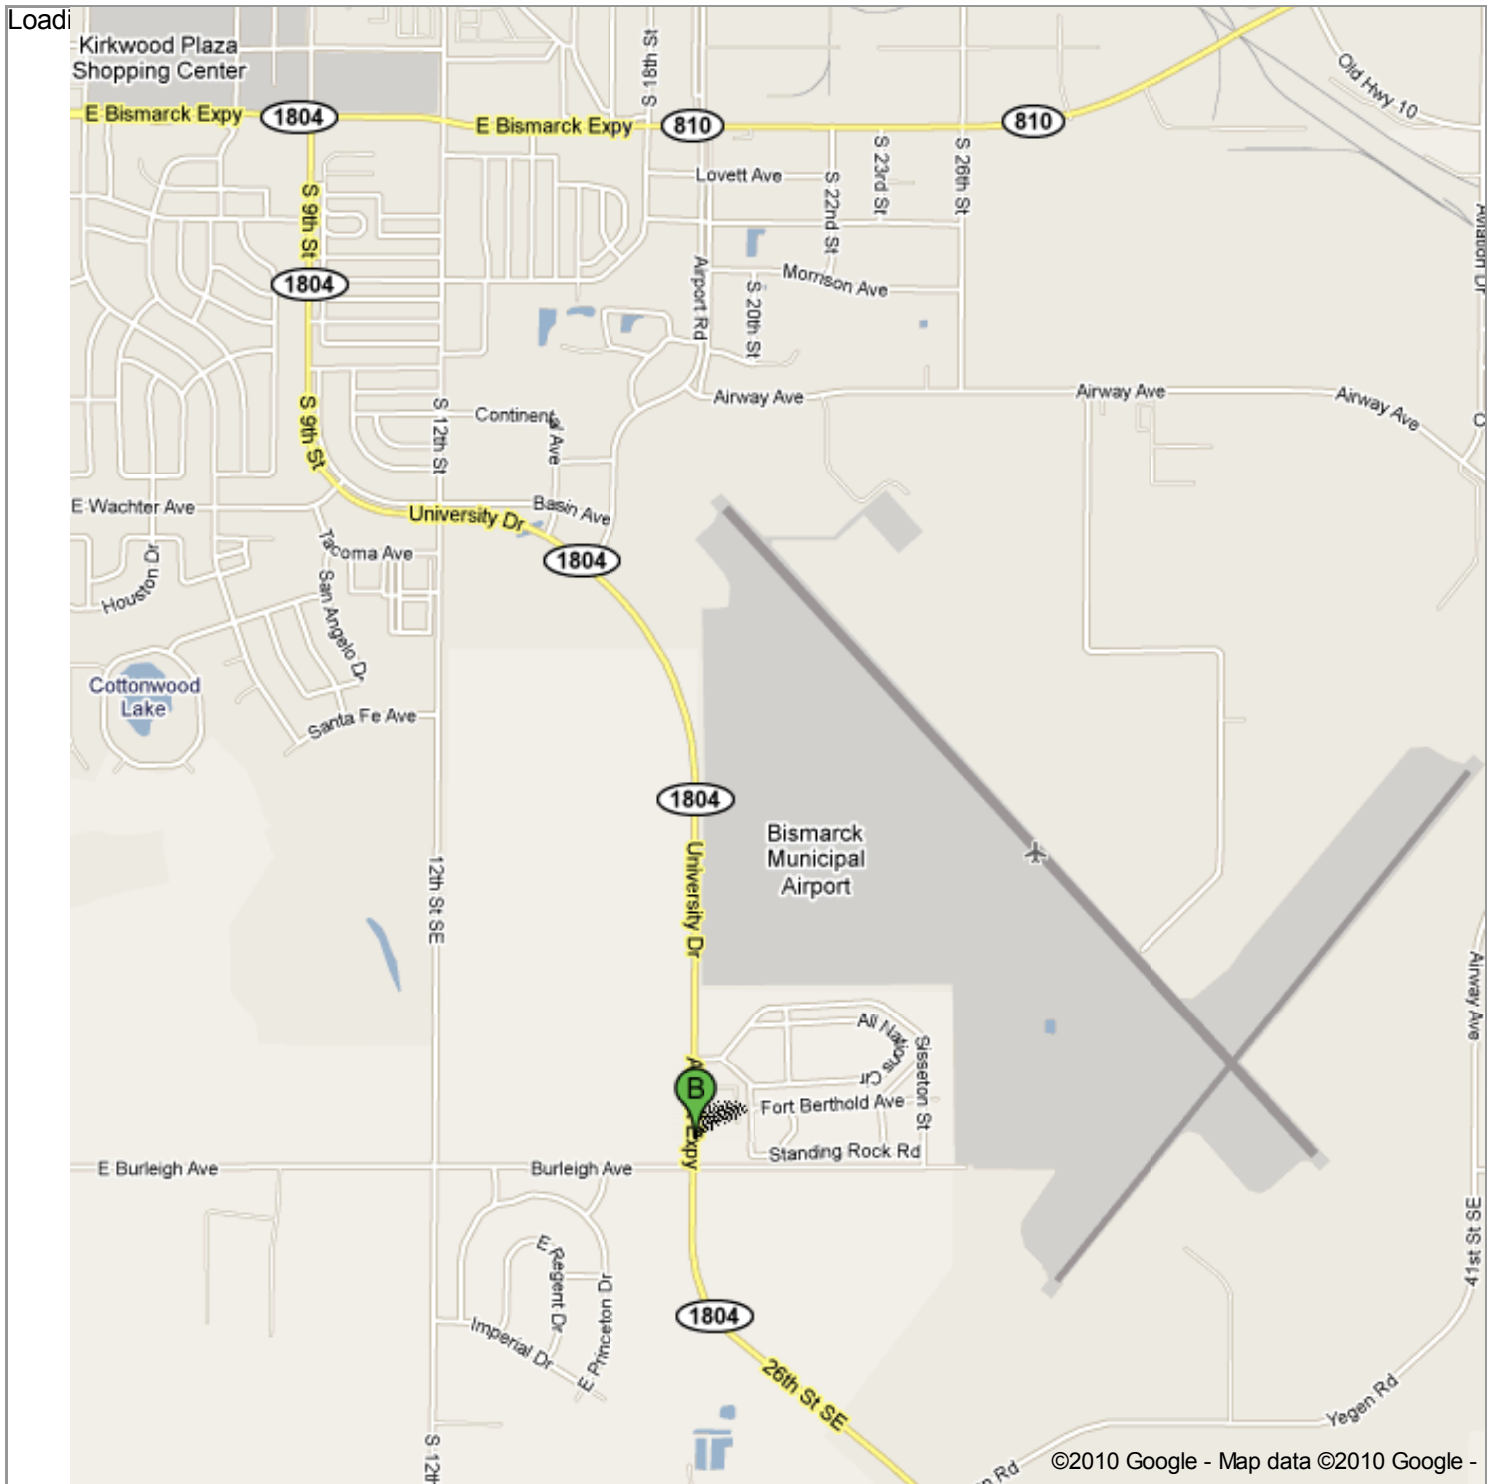 Loadi
Kirkwood Plaza
Shopping Center
S 18th St
Old Hwy 10
E Bismarck Expy
1804
E Bismarck Expy
810
810
Lovett Ave
S 22nd St
S 23rd St
S 26th St
S 9th St
Aviation Dr
1804
Airport Rd
Morrison Ave
S 20th St
S 9th St
S 12th St
Continental Ave
Airway Ave
Airway Ave
Airway Ave
E Wachter Ave
University Dr
Basin Ave
1804
Tacoma Ave
Houston Dr
San Angelo Dr
Cottonwood
Lake
Santa Fe Ave
1804
Bismarck
Municipal
Airport
12th St SE
University Dr
Airway Ave
All Nations Cir
Sisseton St
B
Expy
Fort Berthold Ave
Standing Rock Rd
E Burleigh Ave
Burleigh Ave
41st St SE
E Regent Dr
E Princeton Dr
Imperial Dr
1804
26th St SE
Yegen Rd
S 12th
n Rd
©2010 Google - Map data ©2010 Google -